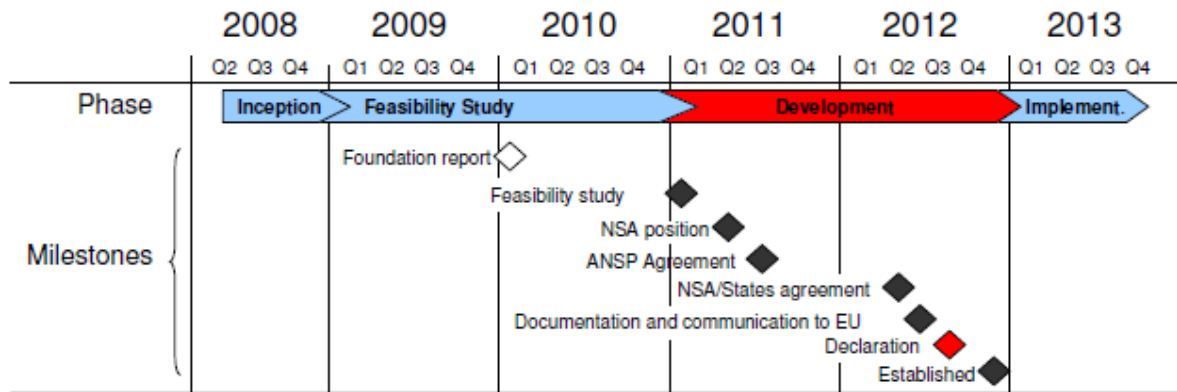 2008 2009 2010 2011 2012 2013
Q2 Q3 Q4 Q1 Q2 Q3 Q4 Q1 Q2 Q3 Q4 Q1 Q2 Q3 Q4 Q1 Q2 Q3 Q4 Q1 Q2 Q3 Q4
Phase Inception Feasibility Study Development Implement.
Foundation report
Feasibility study
NSA position
Milestones ANSP Agreement
NSA/States agreement
Documentation and communication to EU
Declaration
Established